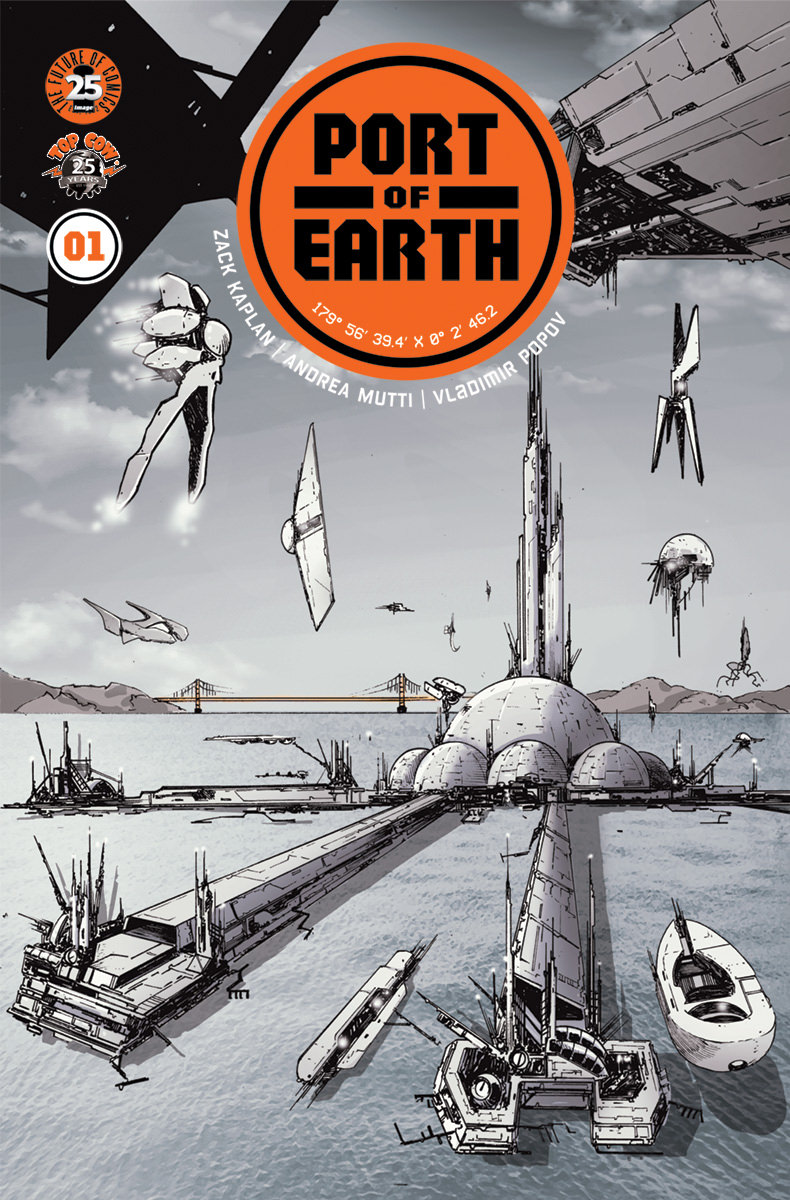 THE FUTURE OF COMICS
25
image
TOP COW
25
YEARS
01
PORT
OF
EARTH
179° 56' 39.4' X 0° 2' 46.2
ZACK KAPLAN | ANDREA MUTTI | VLADIMIR POPOV